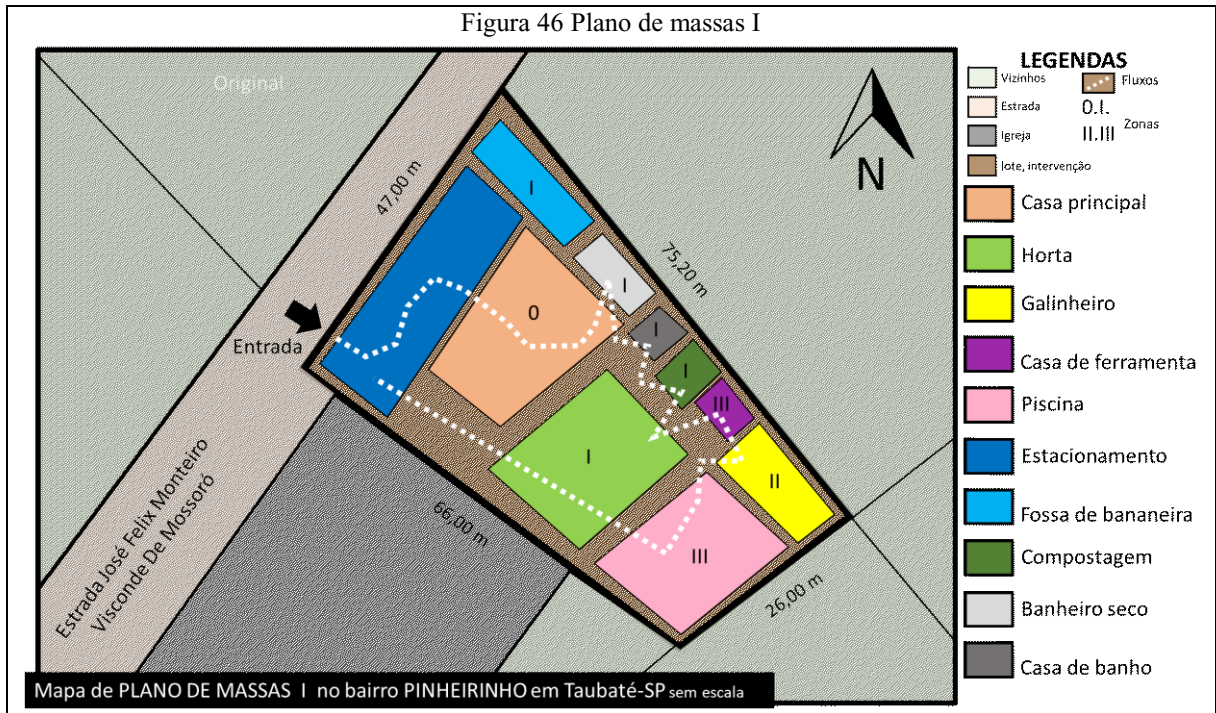 Figura 46 Plano de massas I
Original
47,00 m
75,20 m
66,00 m
26,00 m
Entrada
Estrada José Felix Monteiro
Visconde De Mossoró
N
I
I
0
I
I
III
I
II
III
Mapa de PLANO DE MASSAS I no bairro PINHEIRINHO em Taubaté-SP sem escala
LEGENDAS
Vizinhos
Fluxos
Estrada
0.I.
Igreja
II.III Zonas
lote, intervenção
Casa principal
Horta
Galinheiro
Casa de ferramenta
Piscina
Estacionamento
Fossa de bananeira
Compostagem
Banheiro seco
Casa de banho